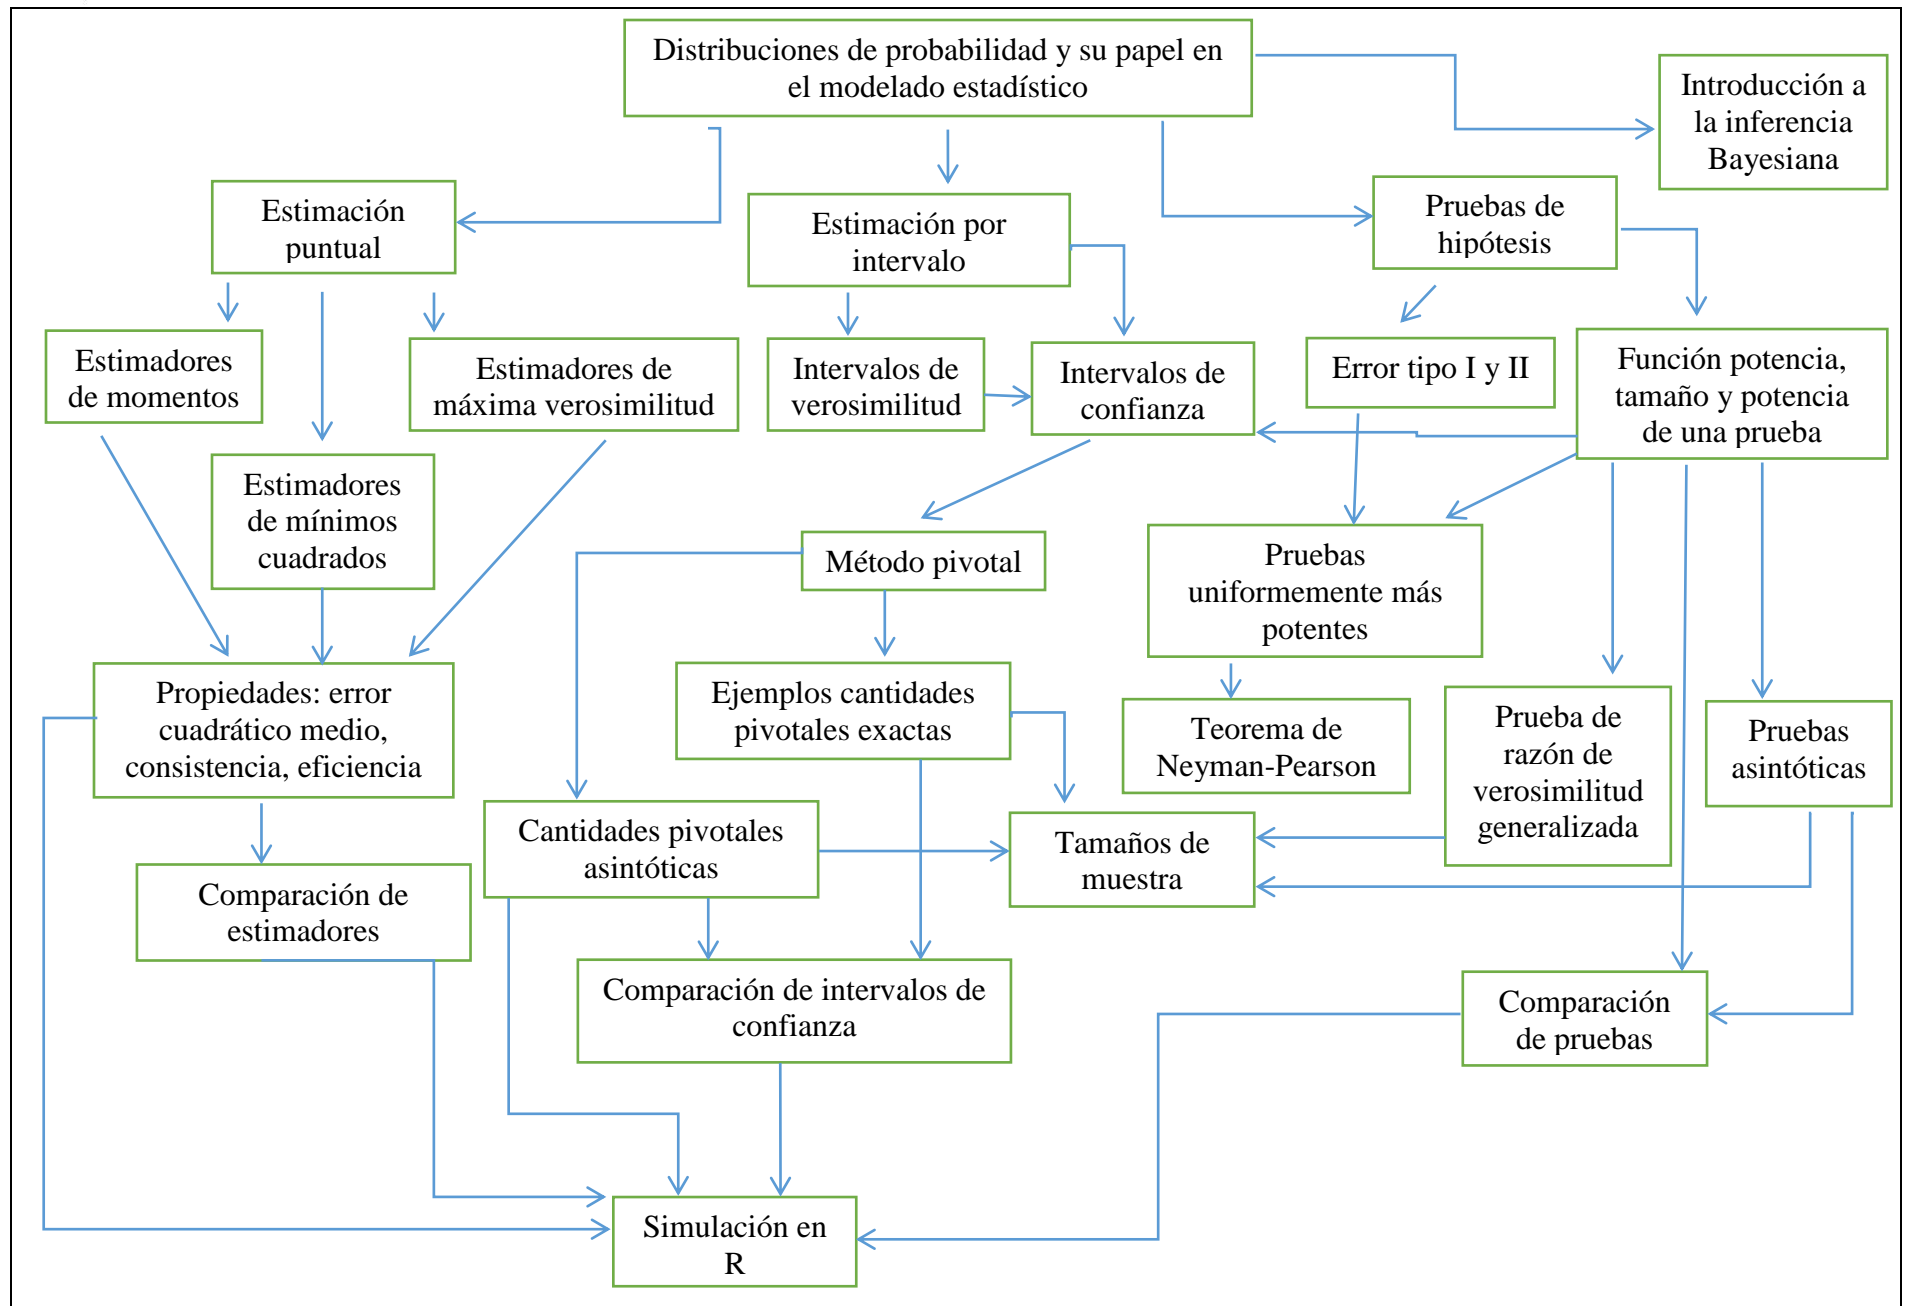 Distribuciones de probabilidad y su papel en
el modelado estadístico
Introducción a
la inferencia
Bayesiana
Estimación
puntual
Estimación por
intervalo
Pruebas de
hipótesis
Estimadores
de momentos
Estimadores de
máxima verosimilitud
Intervalos de
verosimilitud
Intervalos de
confianza
Error tipo I y II
Función potencia,
tamaño y potencia
de una prueba
Estimadores
de mínimos
cuadrados
Método pivotal
Pruebas
uniformemente más
potentes
Propiedades: error
cuadrático medio,
consistencia, eficiencia
Ejemplos cantidades
pivotales exactas
Teorema de
Neyman-Pearson
Prueba de
razón de
verosimilitud
generalizada
Pruebas
asintóticas
Cantidades pivotales
asintóticas
Tamaños de
muestra
Comparación de
estimadores
Comparación de intervalos de
confianza
Comparación
de pruebas
Simulación en
R